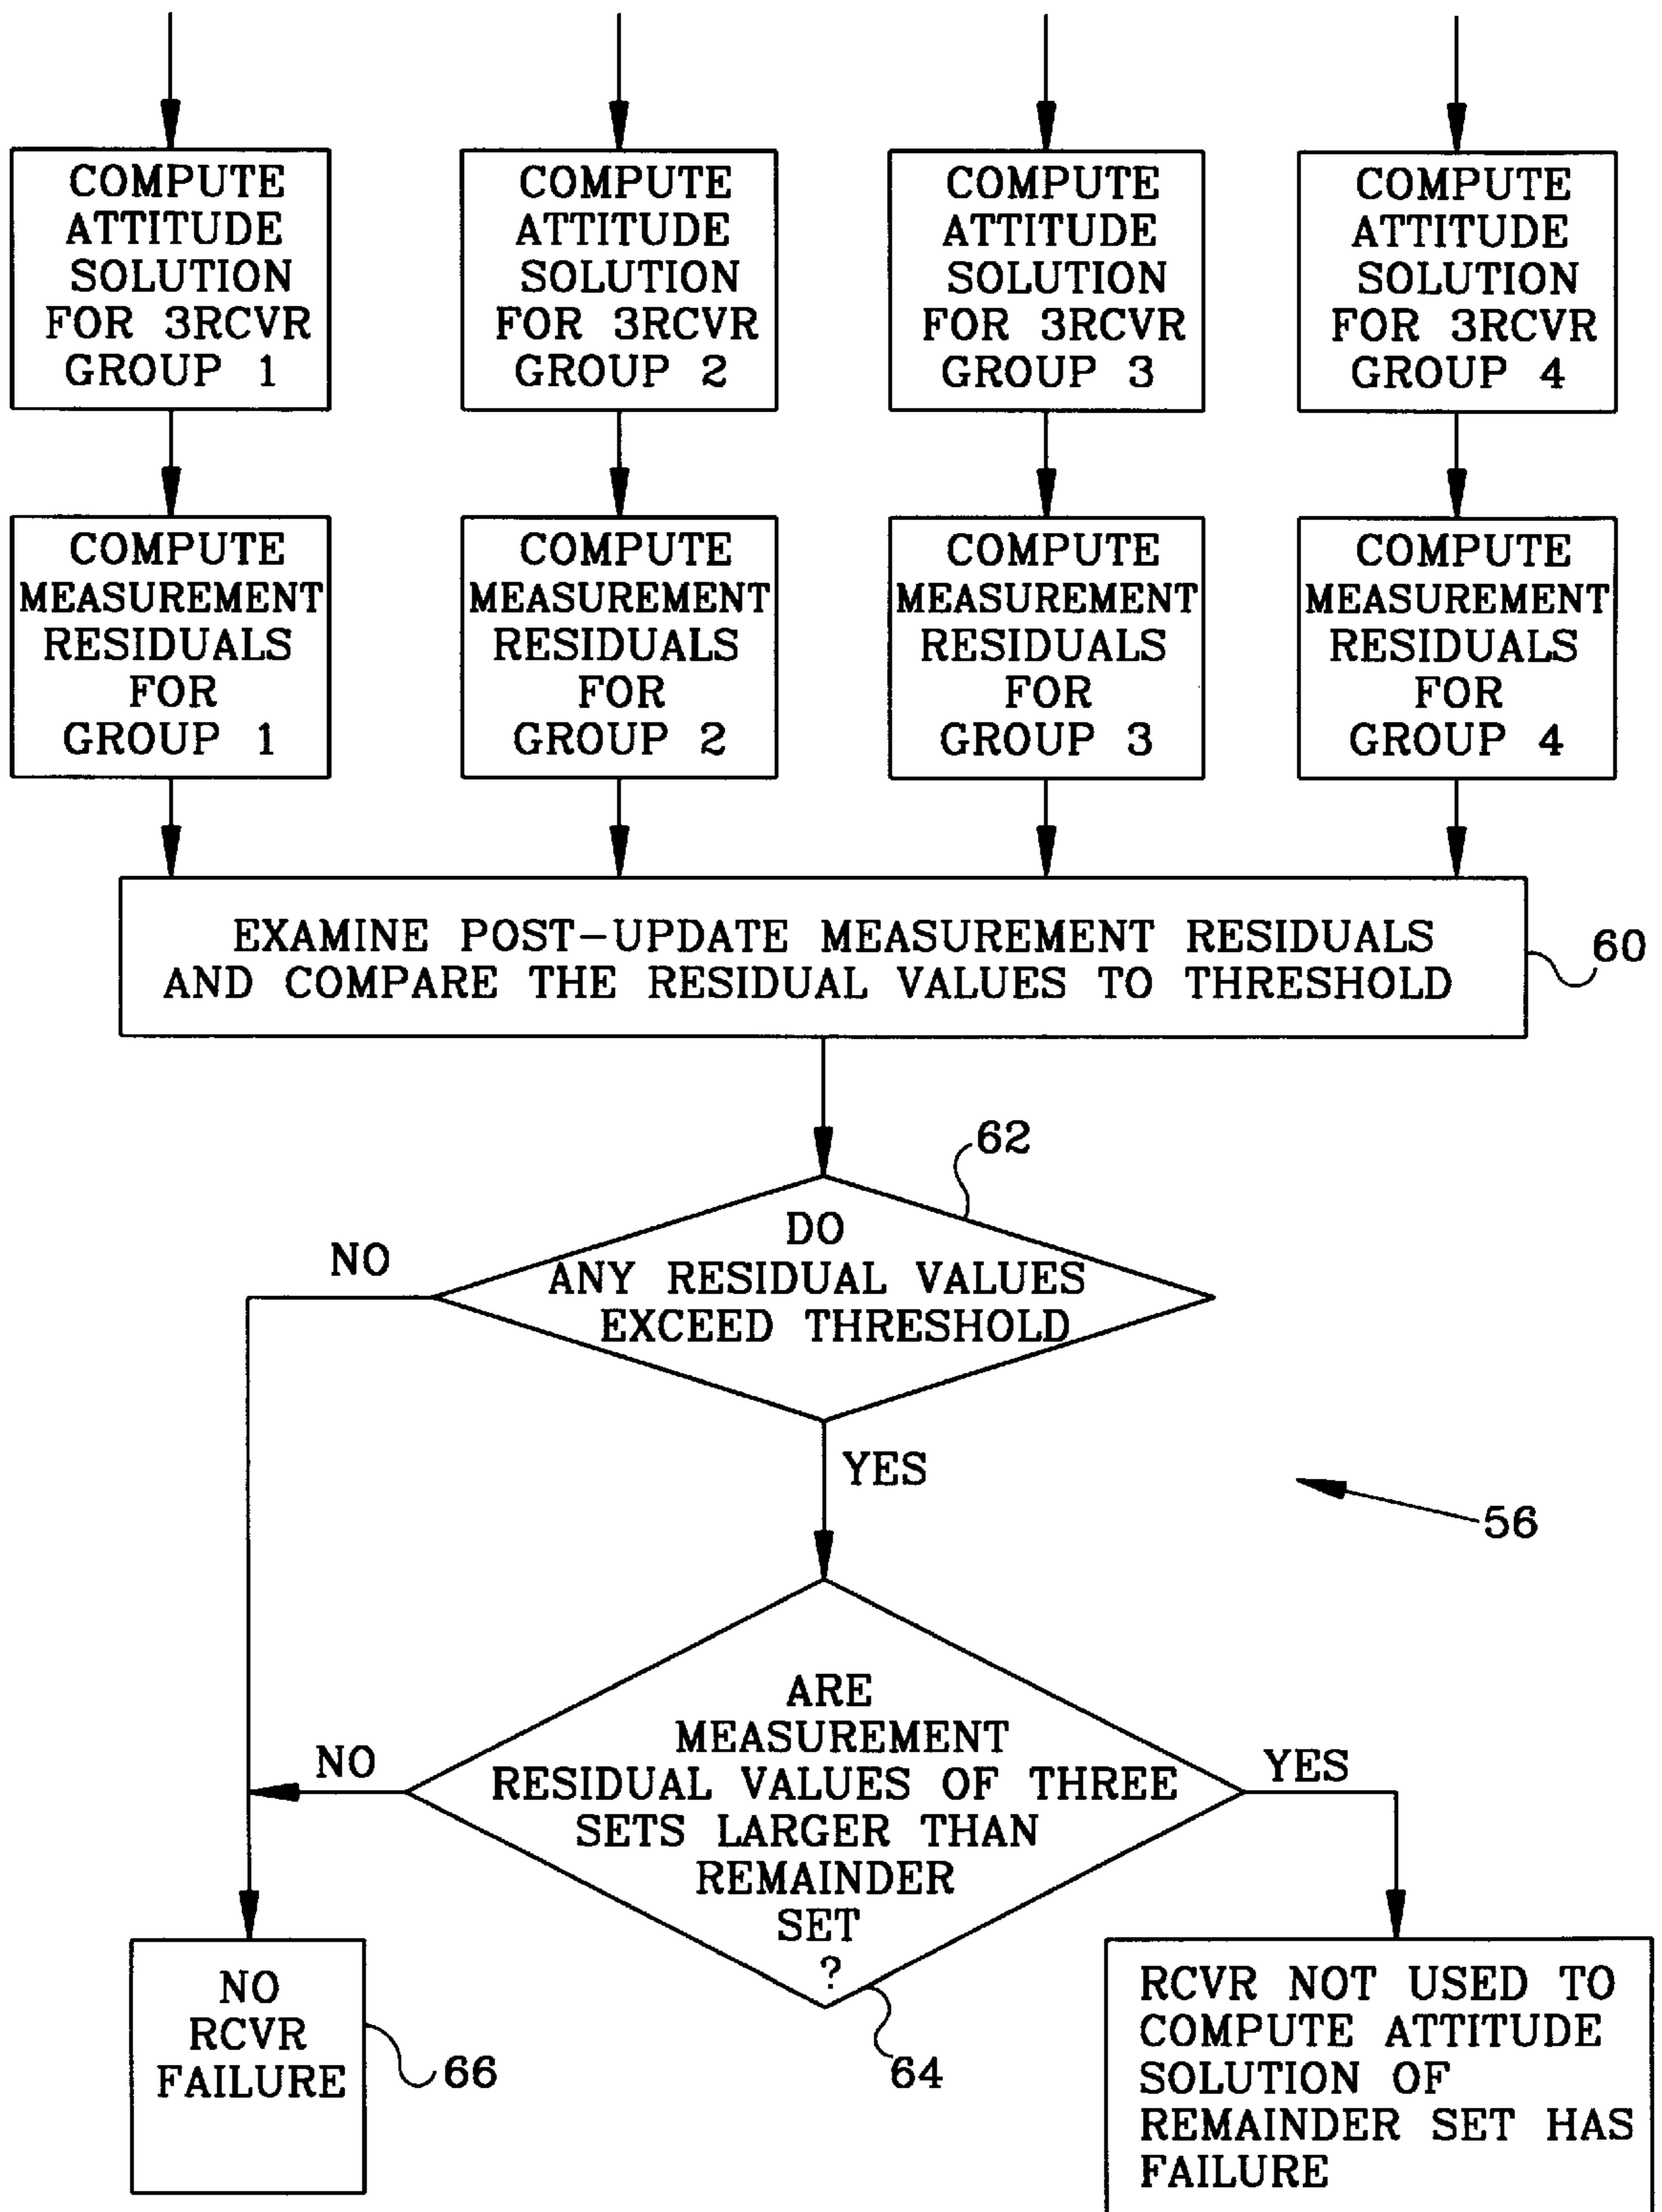 COMPUTE
ATTITUDE
SOLUTION
FOR 3RCVR
GROUP 1
COMPUTE
ATTITUDE
SOLUTION
FOR 3RCVR
GROUP 2
COMPUTE
ATTITUDE
SOLUTION
FOR 3RCVR
GROUP 3
COMPUTE
ATTITUDE
SOLUTION
FOR 3RCVR
GROUP 4
COMPUTE
MEASUREMENT
RESIDUALS
FOR
GROUP 1
COMPUTE
MEASUREMENT
RESIDUALS
FOR
GROUP 2
COMPUTE
MEASUREMENT
RESIDUALS
FOR
GROUP 3
COMPUTE
MEASUREMENT
RESIDUALS
FOR
GROUP 4
EXAMINE POST-UPDATE MEASUREMENT RESIDUALS
AND COMPARE THE RESIDUAL VALUES TO THRESHOLD
60
62
DO
ANY RESIDUAL VALUES
EXCEED THRESHOLD
NO
YES
56
ARE
MEASUREMENT
RESIDUAL VALUES OF THREE
SETS LARGER THAN
REMAINDER
SET
?
NO
YES
64
NO
RCVR
FAILURE
66
RCVR NOT USED TO
COMPUTE ATTITUDE
SOLUTION OF
REMAINDER SET HAS
FAILURE